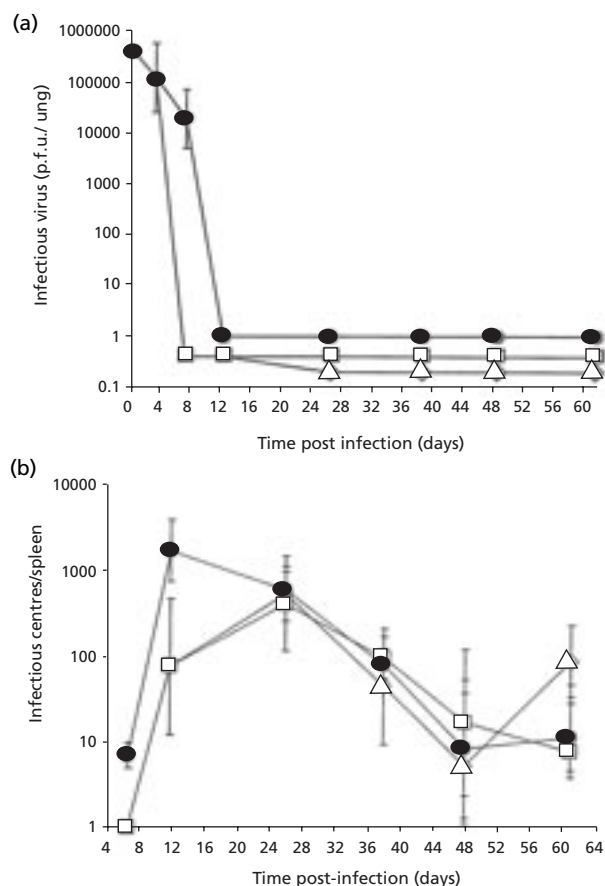 (a)
Infectious virus (p.f.u./ ung)
1000000
100000
10000
1000
100
10
1
0.1
0 4 8 12 16 20 24 28 32 36 40 44 48 52 56 60
Time post infection (days)
(b)
Infectious centres/spleen
10000
1000
100
10
1
4 8 12 16 20 24 28 32 36 40 44 48 52 56 60 64
Time post-infection (days)